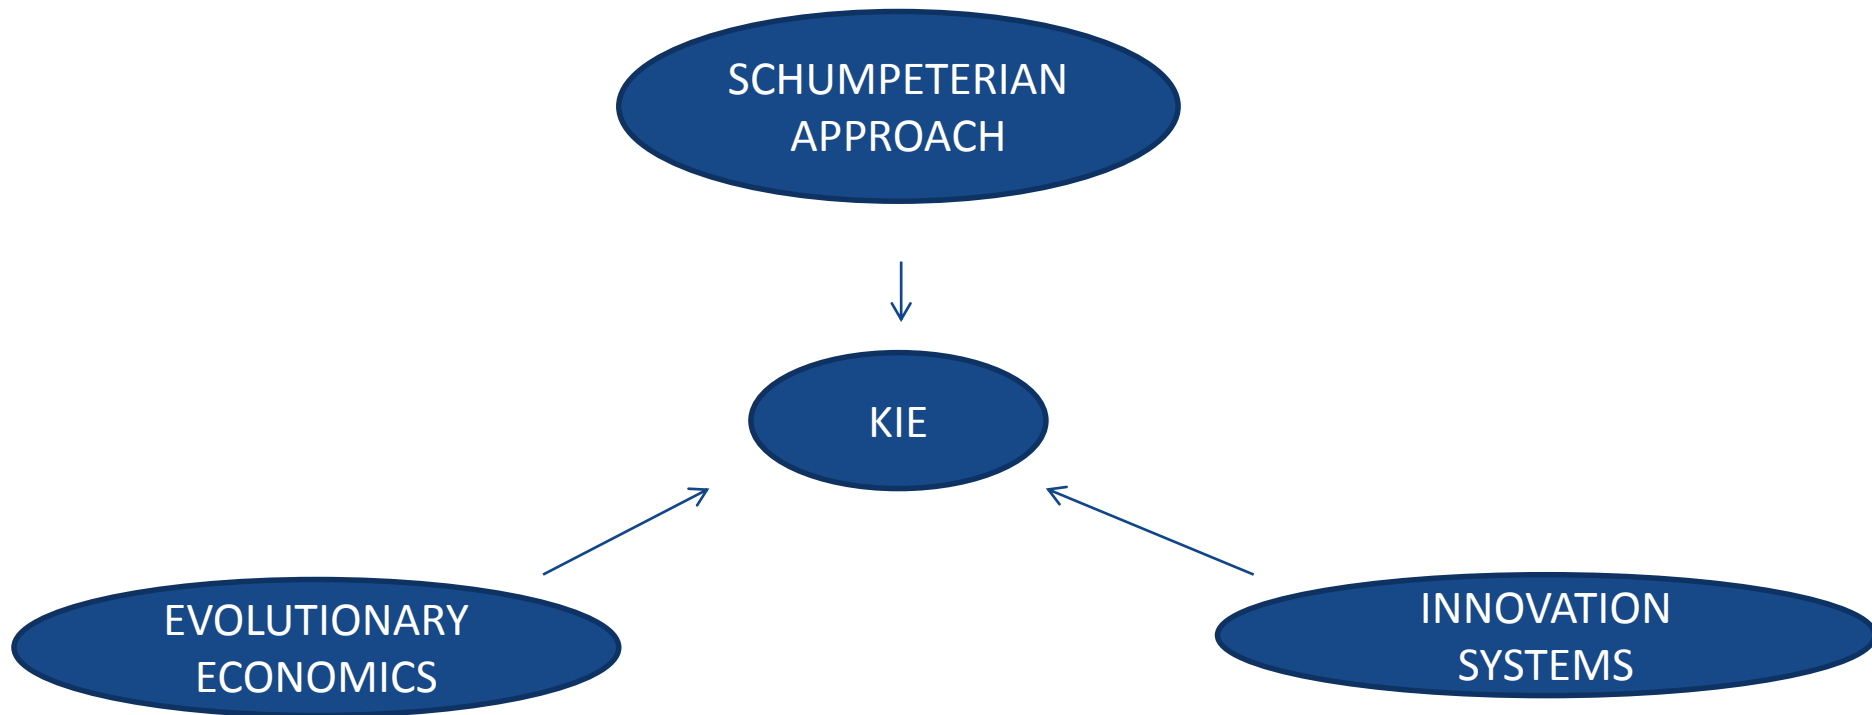 SCHUMPETERIAN
APPROACH
KIE
EVOLUTIONARY
ECONOMICS
INNOVATION
SYSTEMS